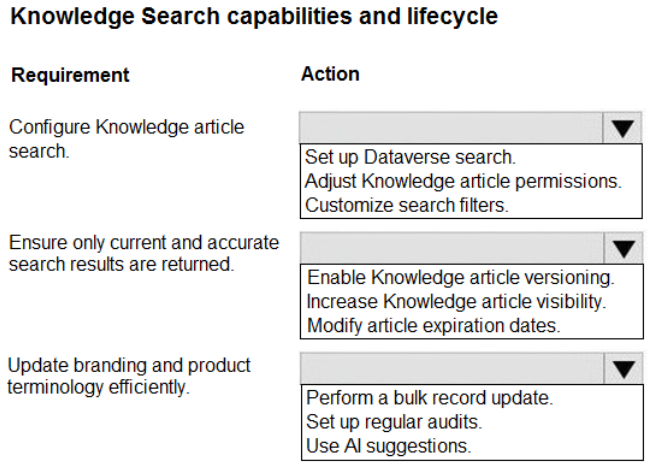 Knowledge Search capabilities and lifecycle
Requirement
Action
Configure Knowledge article
search.
Set up Dataverse search.
Adjust Knowledge article permissions.
Customize search filters.
Ensure only current and accurate
search results are returned.
Enable Knowledge article versioning.
Increase Knowledge article visibility.
Modify article expiration dates.
Update branding and product
terminology efficiently.
Perform a bulk record update.
Set up regular audits.
Use AI suggestions.